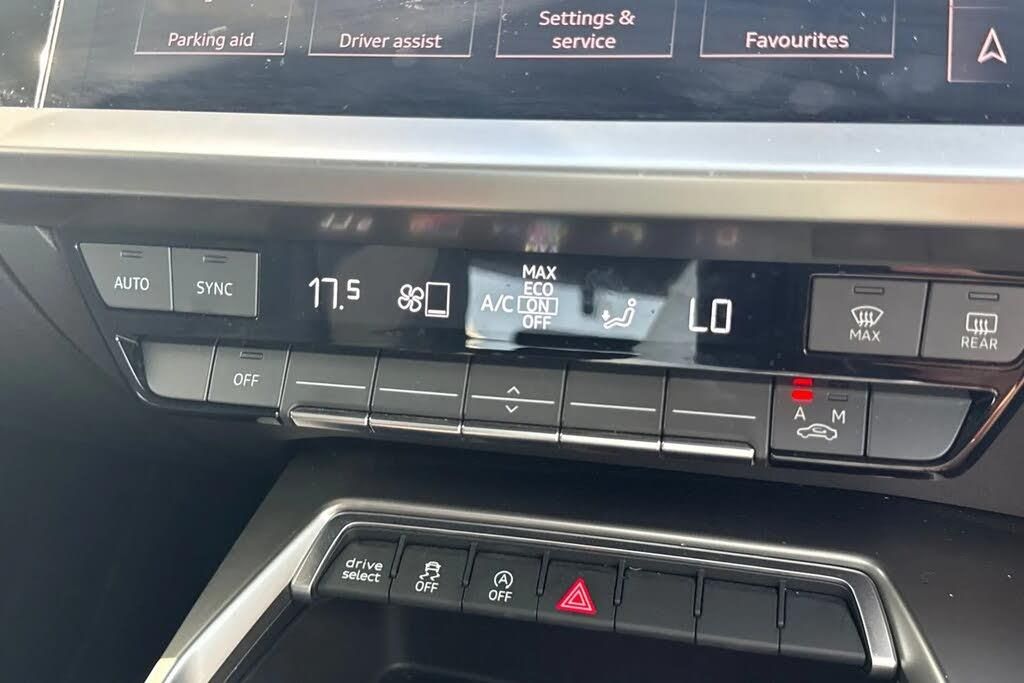 Parking aid
Driver assist
Settings &
service
Favourites
AUTO
SYNC
17.5
A/C
MAX
ECO
ON
OFF
LO
MAX
REAR
OFF
A M
drive
select
OFF
A
OFF